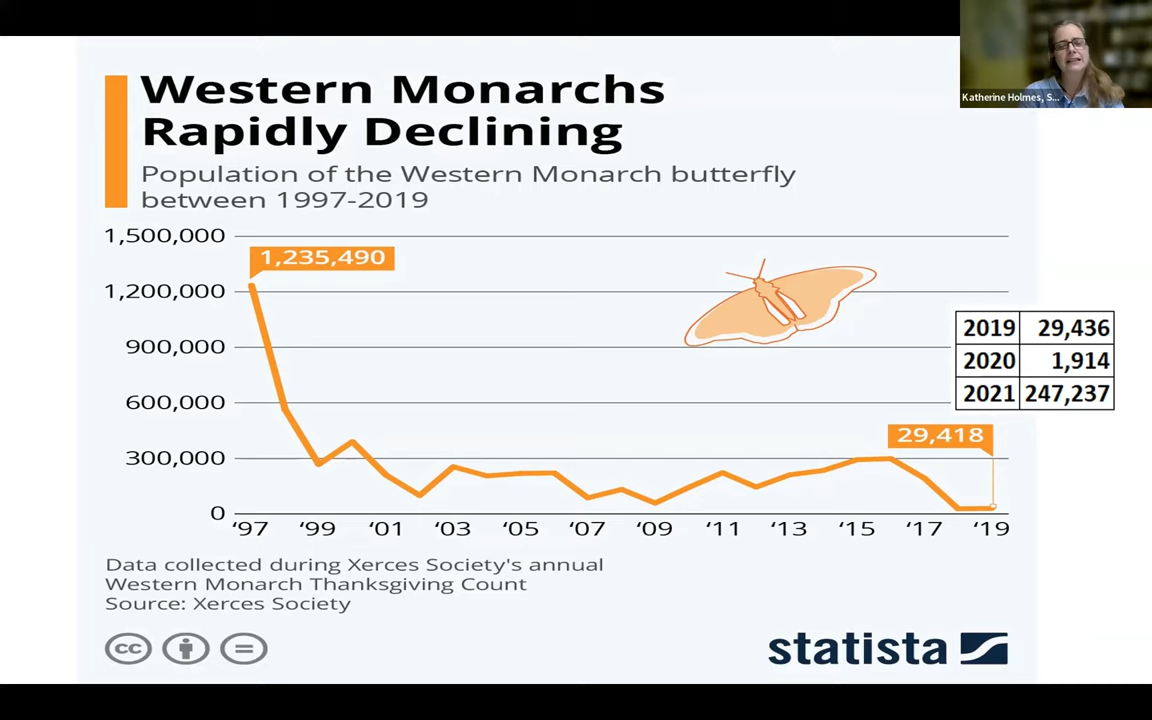 Katherine Holmes, S...
Western Monarchs
Rapidly Declining
Population of the Western Monarch butterfly
between 1997-2019
1,500,000
1,235,490
1,200,000
900,000
600,000
300,000
0
2019 29,436
2020 1,914
2021 247,237
29,418
'97 '99 '01 '03 '05 '07 '09 '11 '13 '15 '17 '19
Data collected during Xerces Society's annual
Western Monarch Thanksgiving Count
Source: Xerces Society
cc
statista